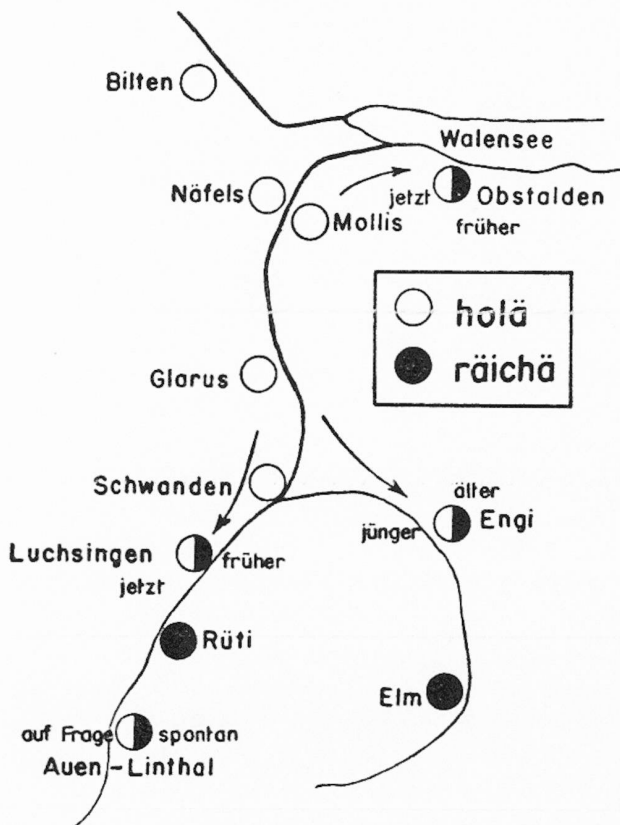 Bilten
Walensee
Näfels
jetzt Obstalden
Mollis
früher
holä
räichä
Glarus
Schwanden
älter
jünger Engi
Luchsingen
früher
jetzt
Rüti
Elm
auf Frage spontan
Auen-Linthal